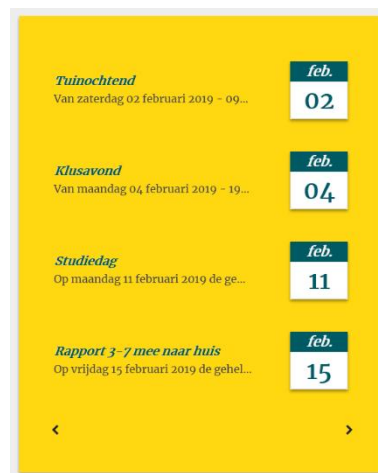 Tuinochtend
Van zaterdag 02 februari 2019 - 09...
feb.
02
Klusavond
Van maandag 04 februari 2019 - 19...
feb.
04
Studiedag
Op maandag 11 februari 2019 de ge...
feb.
11
Rapport 3-7 mee naar huis
Op vrijdag 15 februari 2019 de gehel...
feb.
15